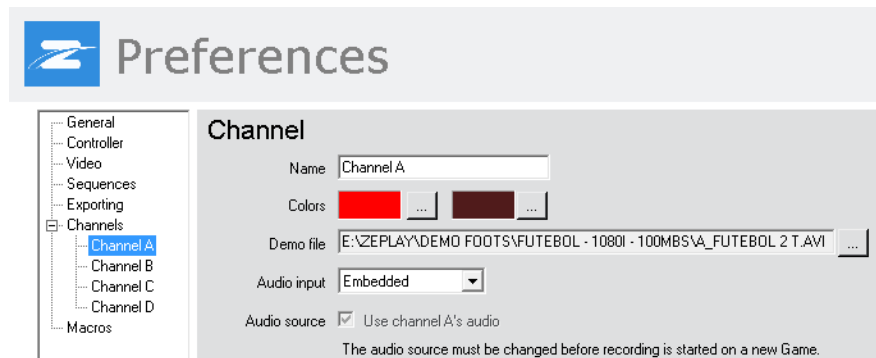 Preferences
General
Controller
Video
Sequences
Exporting
Channels
Channel A
Channel B
Channel C
Channel D
Macros
Channel
Name Channel A
Colors ... ...
Demo file E:\ZEPLAY\DEMO FOOTS\FUTEBOL - 1080I - 100MBS\A_FUTEBOL 2 T.AVI ...
Audio input Embedded
Audio source Use channel A's audio
The audio source must be changed before recording is started on a new Game.